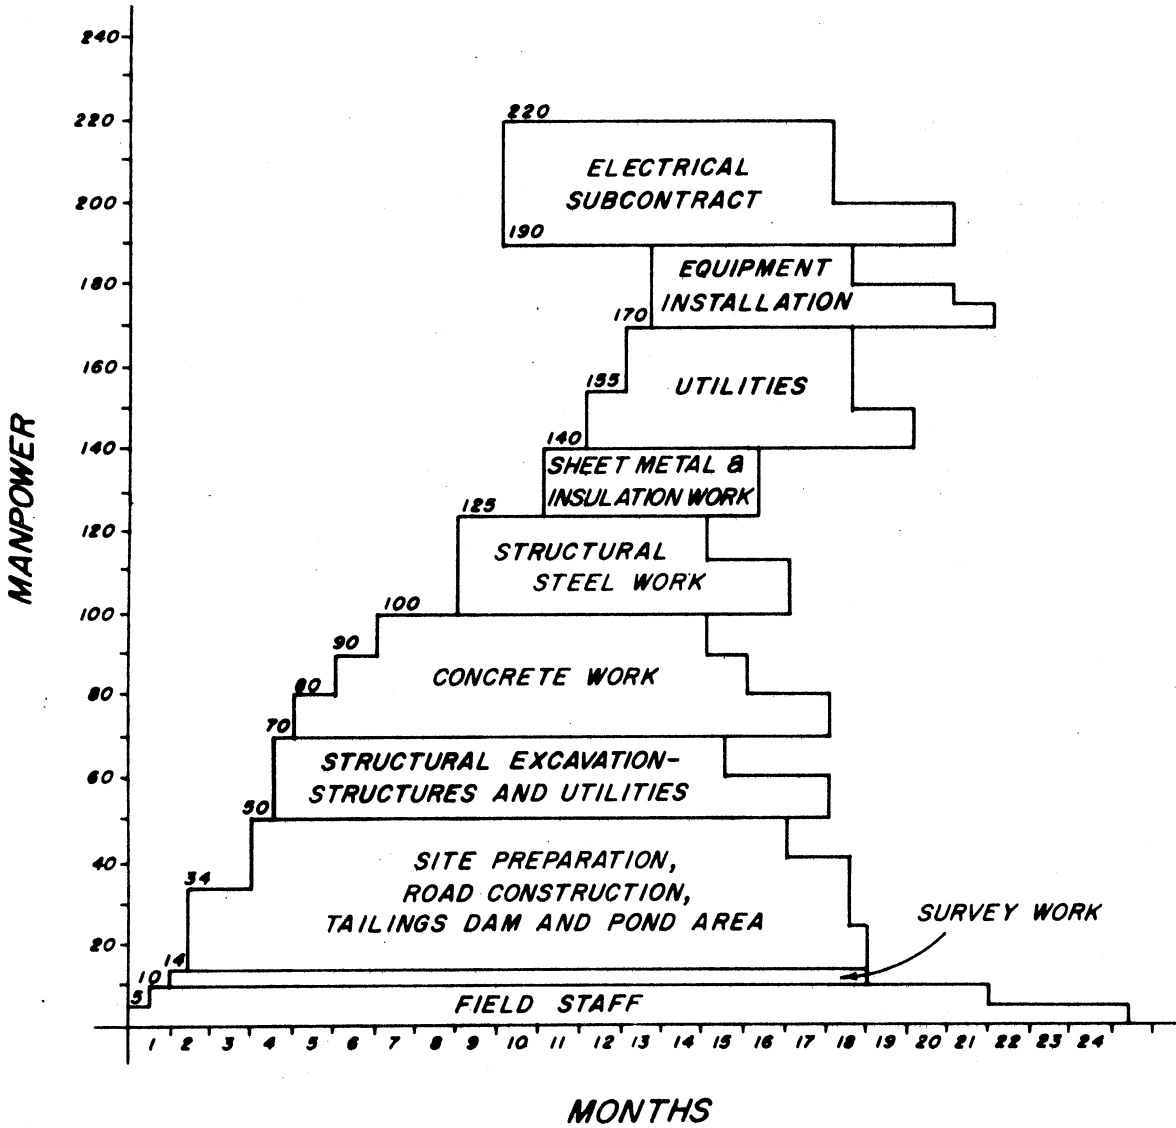 240
220
220
ELECTRICAL
SUBCONTRACT
200
190
EQUIPMENT
180
INSTALLATION
170
160
155
UTILITIES
140
140
SHEET METAL &
INSULATION WORK
125
120
STRUCTURAL
STEEL WORK
100
100
90
CONCRETE WORK
80
80
70
STRUCTURAL EXCAVATION-
60
STRUCTURES AND UTILITIES
50
40
SITE PREPARATION,
34
ROAD CONSTRUCTION,
TAILINGS DAM AND POND AREA
SURVEY WORK
20
14
10
5
FIELD STAFF
1 2 3 4 5 6 7 8 9 10 11 12 13 14 15 16 17 18 19 20 21 22 23 24
MONTHS
MANPOWER